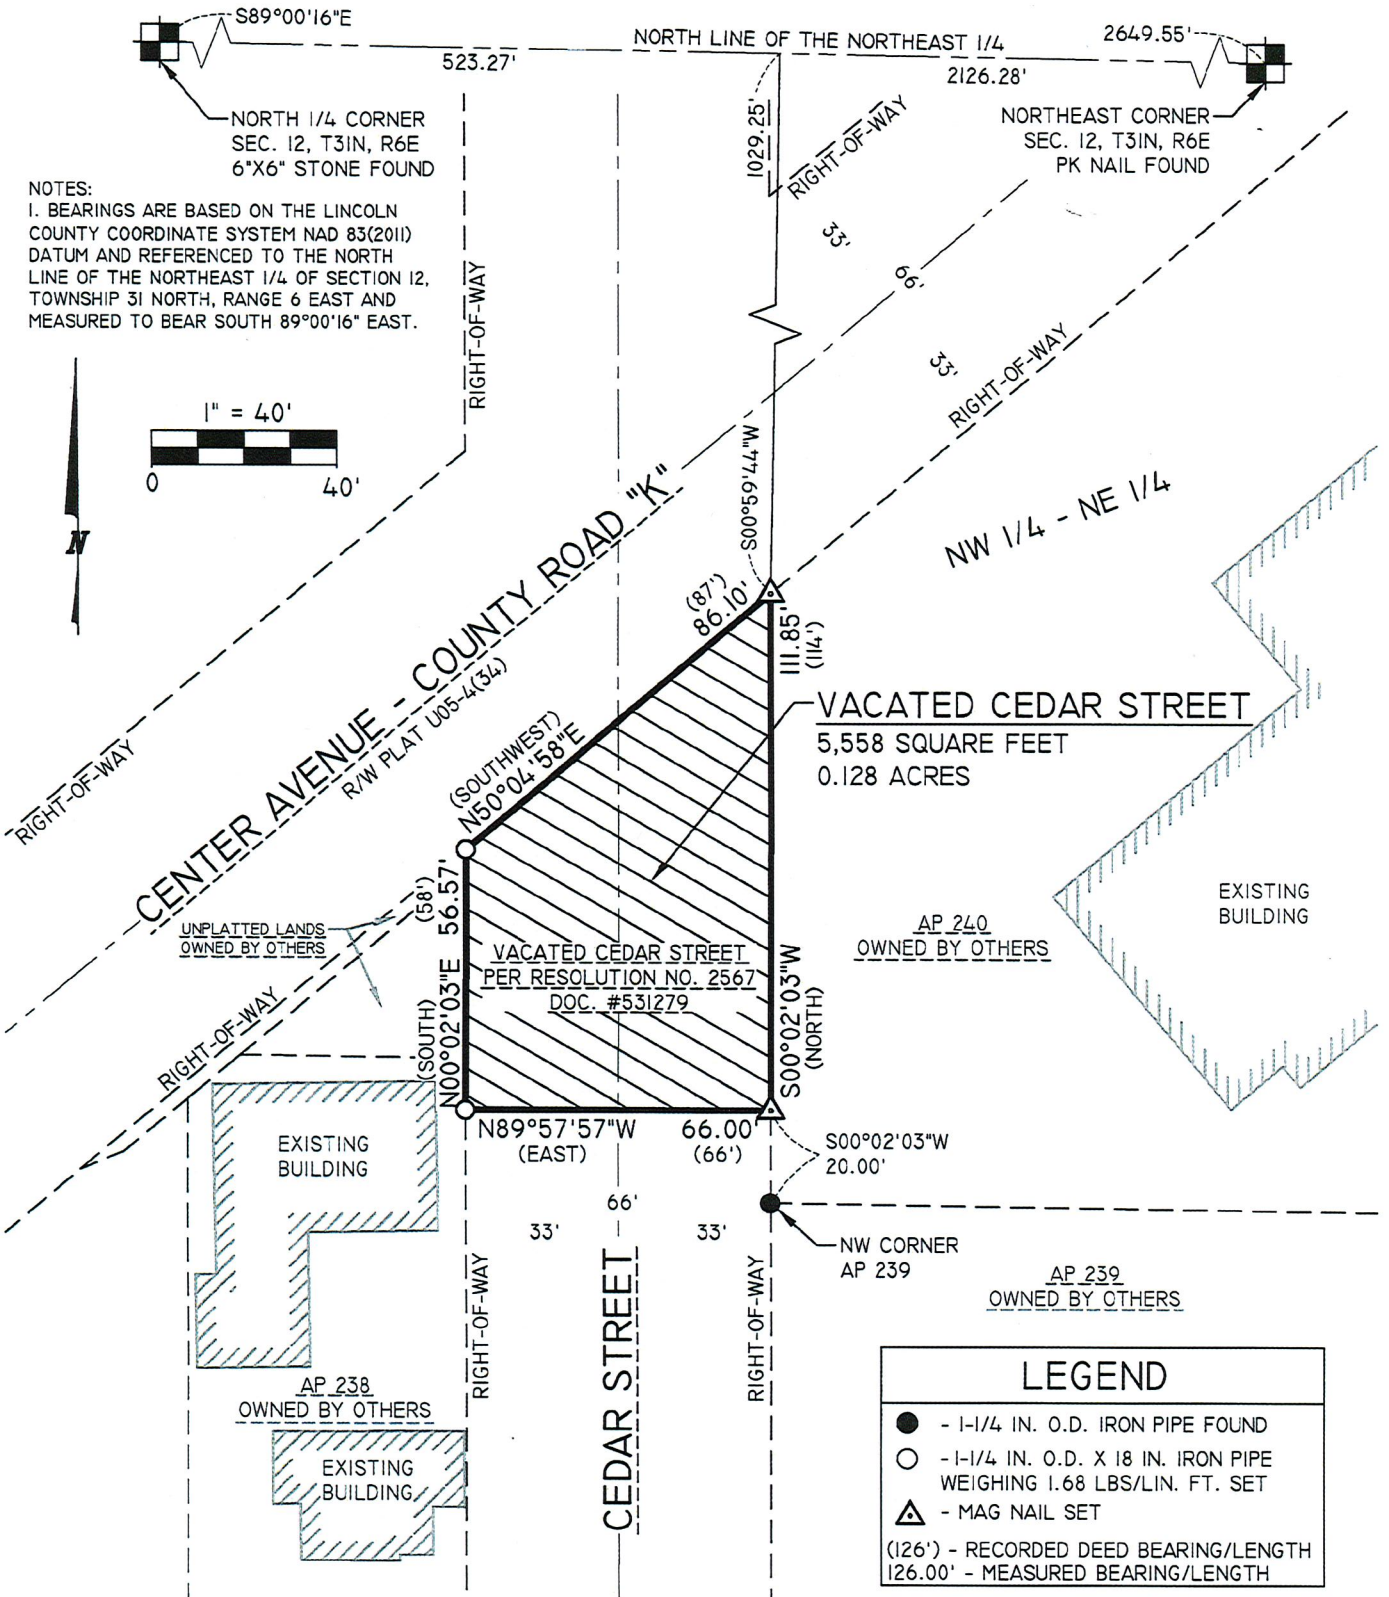 S89°00'16"E
NORTH LINE OF THE NORTHEAST 1/4
2649.55'
523.27'
2126.28'
NORTH 1/4 CORNER
SEC. 12, T31N, R6E
6"X6" STONE FOUND
1029.25'
RIGHT-OF-WAY
NORTHEAST CORNER
SEC. 12, T31N, R6E
PK NAIL FOUND
NOTES:
1. BEARINGS ARE BASED ON THE LINCOLN
COUNTY COORDINATE SYSTEM NAD 83(2011)
DATUM AND REFERENCED TO THE NORTH
LINE OF THE NORTHEAST 1/4 OF SECTION 12,
TOWNSHIP 31 NORTH, RANGE 6 EAST AND
MEASURED TO BEAR SOUTH 89°00'16" EAST.
RIGHT-OF-WAY
33'
66'
33'
RIGHT-OF-WAY
1" = 40'
0
40'
N
S00°59'44"W
NW 1/4 - NE 1/4
CENTER AVENUE - COUNTY ROAD "K"
R/W PLAT U05-4(34)
RIGHT-OF-WAY
(87')
86.10'
111.85'
(114')
VACATED CEDAR STREET
5,558 SQUARE FEET
0.128 ACRES
(SOUTHWEST)
N50°04'58"E
(58')
56.57'
UNPLATTED LANDS
OWNED BY OTHERS
VACATED CEDAR STREET
PER RESOLUTION NO. 2567
DOC. #531279
AP 240
OWNED BY OTHERS
EXISTING
BUILDING
RIGHT-OF-WAY
(SOUTH)
N00°02'03"E
S00°02'03"W
(NORTH)
N89°57'57"W
(EAST)
66.00'
(66')
S00°02'03"W
20.00'
EXISTING
BUILDING
66'
33'
33'
NW CORNER
AP 239
AP 239
OWNED BY OTHERS
RIGHT-OF-WAY
CEDAR STREET
RIGHT-OF-WAY
AP 238
OWNED BY OTHERS
EXISTING
BUILDING
LEGEND
- 1-1/4 IN. O.D. IRON PIPE FOUND
- 1-1/4 IN. O.D. X 18 IN. IRON PIPE
WEIGHING 1.68 LBS/LIN. FT. SET
- MAG NAIL SET
(126') - RECORDED DEED BEARING/LENGTH
126.00' - MEASURED BEARING/LENGTH